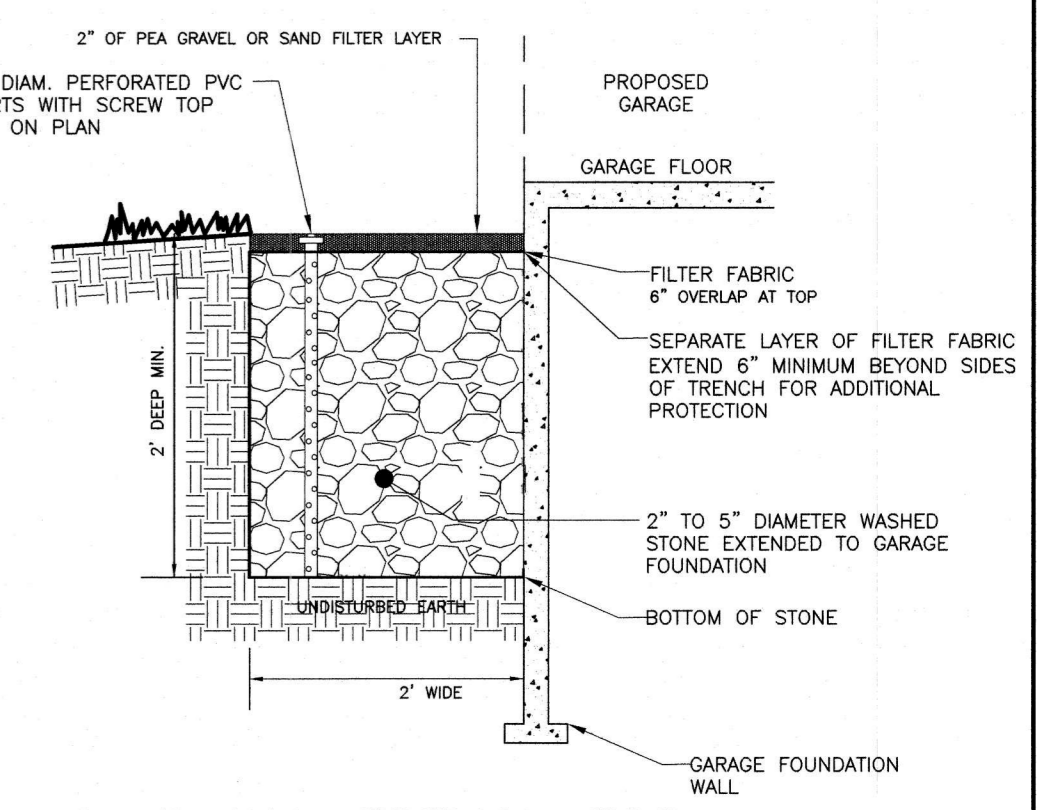 2" OF PEA GRAVEL OR SAND FILTER LAYER
DIAM. PERFORATED PVC
WITH SCREW TOP
ON PLAN
PROPOSED
GARAGE
GARAGE FLOOR
FILTER FABRIC
6" OVERLAP AT TOP
SEPARATE LAYER OF FILTER FABRIC
EXTEND 6" MINIMUM BEYOND SIDES
OF TRENCH FOR ADDITIONAL
PROTECTION
2' DEEP MIN.
2" TO 5" DIAMETER WASHED
STONE EXTENDED TO GARAGE
FOUNDATION
UNDISTURBED EARTH
BOTTOM OF STONE
2' WIDE
GARAGE FOUNDATION
WALL